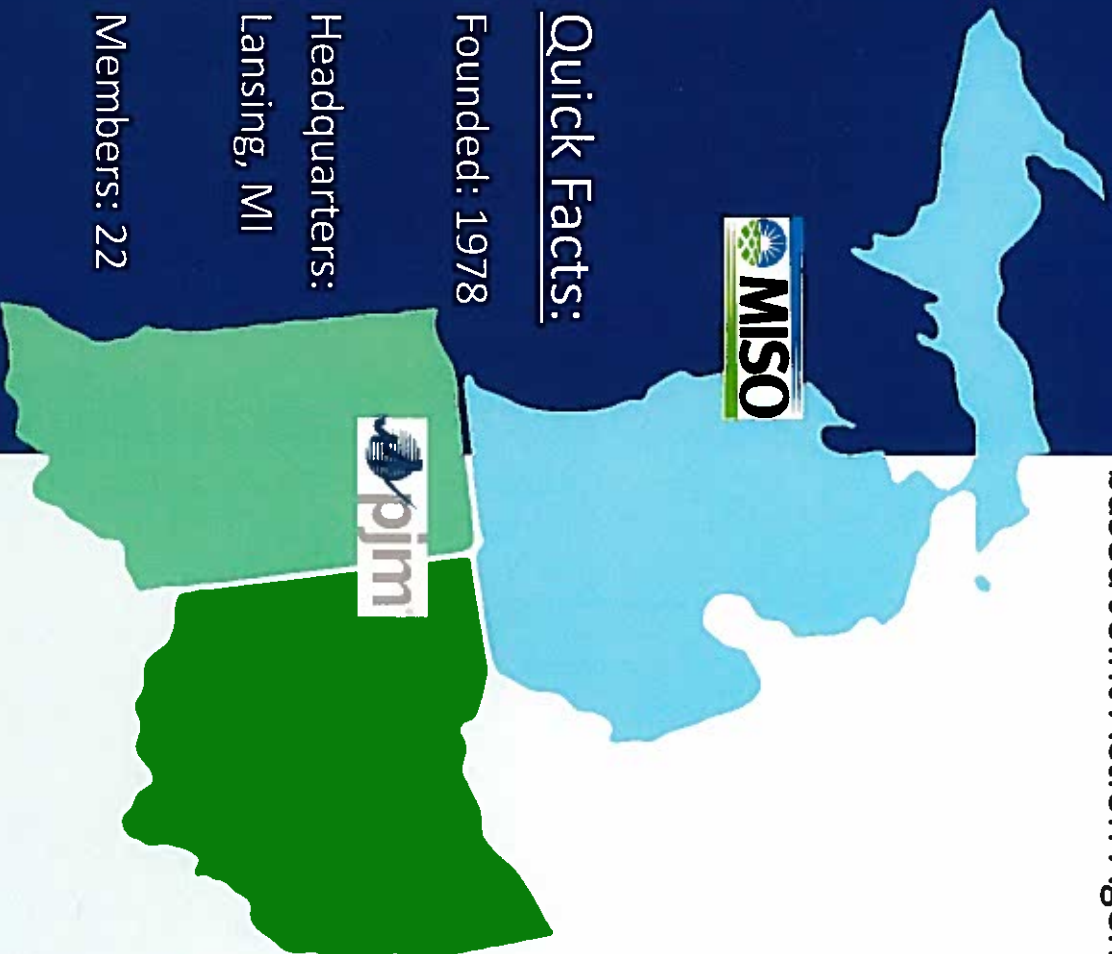 MISO
Quick Facts:
Founded: 1978
Headquarters:
Lansing, MI
Members: 22
pjm